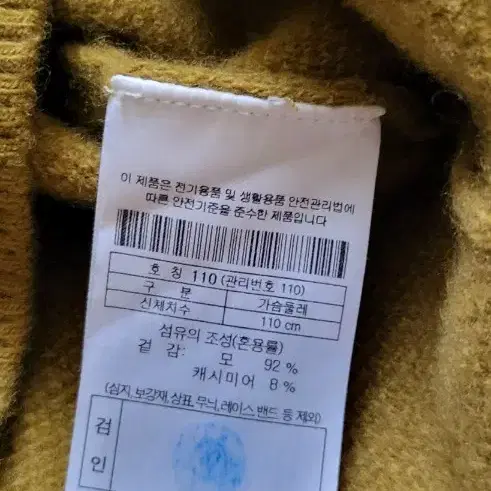 이 제품은 전기용품 및 생활용품 안전관리법에
따른 안전기준을 준수한 제품입니다
호 칭 110 (관리번호 110)
구 분 가슴둘레
신체치수 110 cm
섬유의 조성(혼용률)
겉 감: 모 92 %
캐시미어 8 %
(심지,보강재,상표,무늬,레이스 밴드 등 제외)
검
인